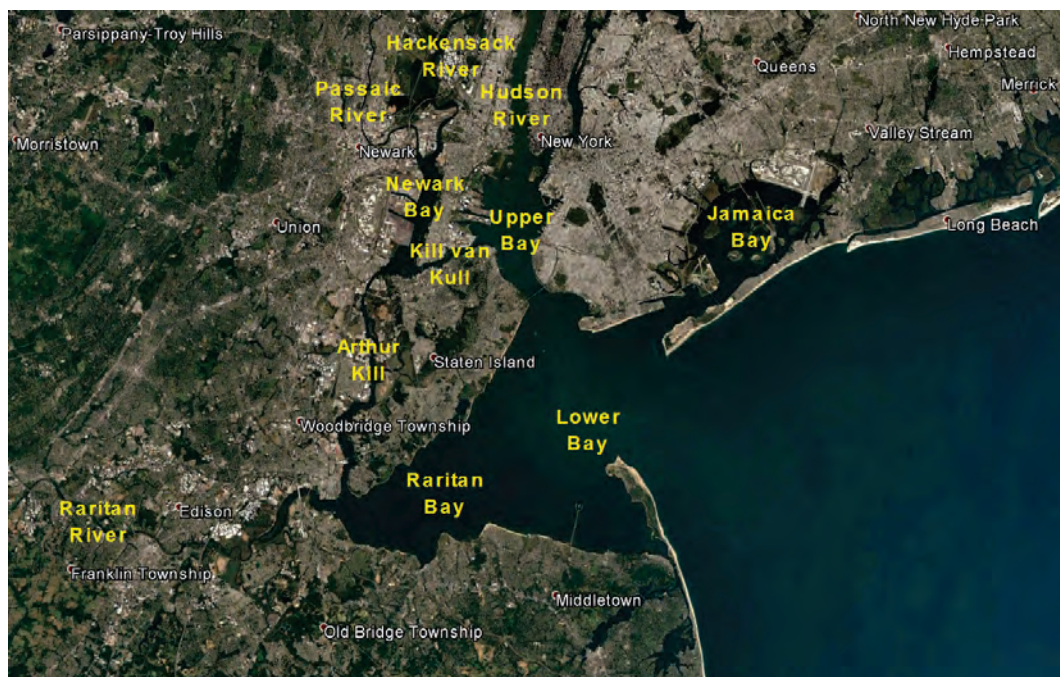 Parsippany-Troy Hills
Hackensack
River
North New Hyde Park
Hempstead
Queens
Merrick
Passaic
River
Hudson
River
Morristown
Newark
New York
Valley Stream
Newark
Bay
Union
Upper
Bay
Jamaica
Bay
Long Beach
Kill van
Kull
Arthur
Kill
Staten Island
Woodbridge Township
Lower
Bay
Raritan
Bay
Raritan
River
Edison
Franklin Township
Middletown
Old Bridge Township